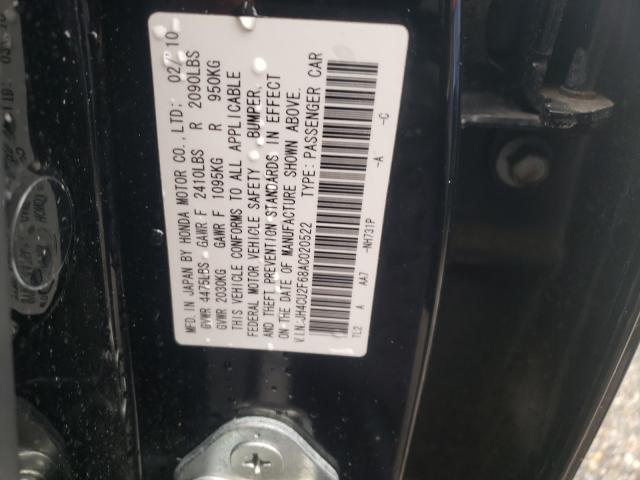 MFD. IN JAPAN BY HONDA MOTOR CO., LTD: 02/10
GVWR 4475LBS GAWR F 2410LBS R 2090LBS
GVWR 2030KG GAWR F 1095KG R 950KG
THIS VEHICLE CONFORMS TO ALL APPLICABLE
FEDERAL MOTOR VEHICLE SAFETY BUMPER,
AND THEFT PREVENTION STANDARDS IN EFFECT
ON THE DATE OF MANUFACTURE SHOWN ABOVE.
V.I.N.:JH4CU2F68AC020522 TYPE: PASSENGER CAR
TL2 A AA7 -NH731P -A -C